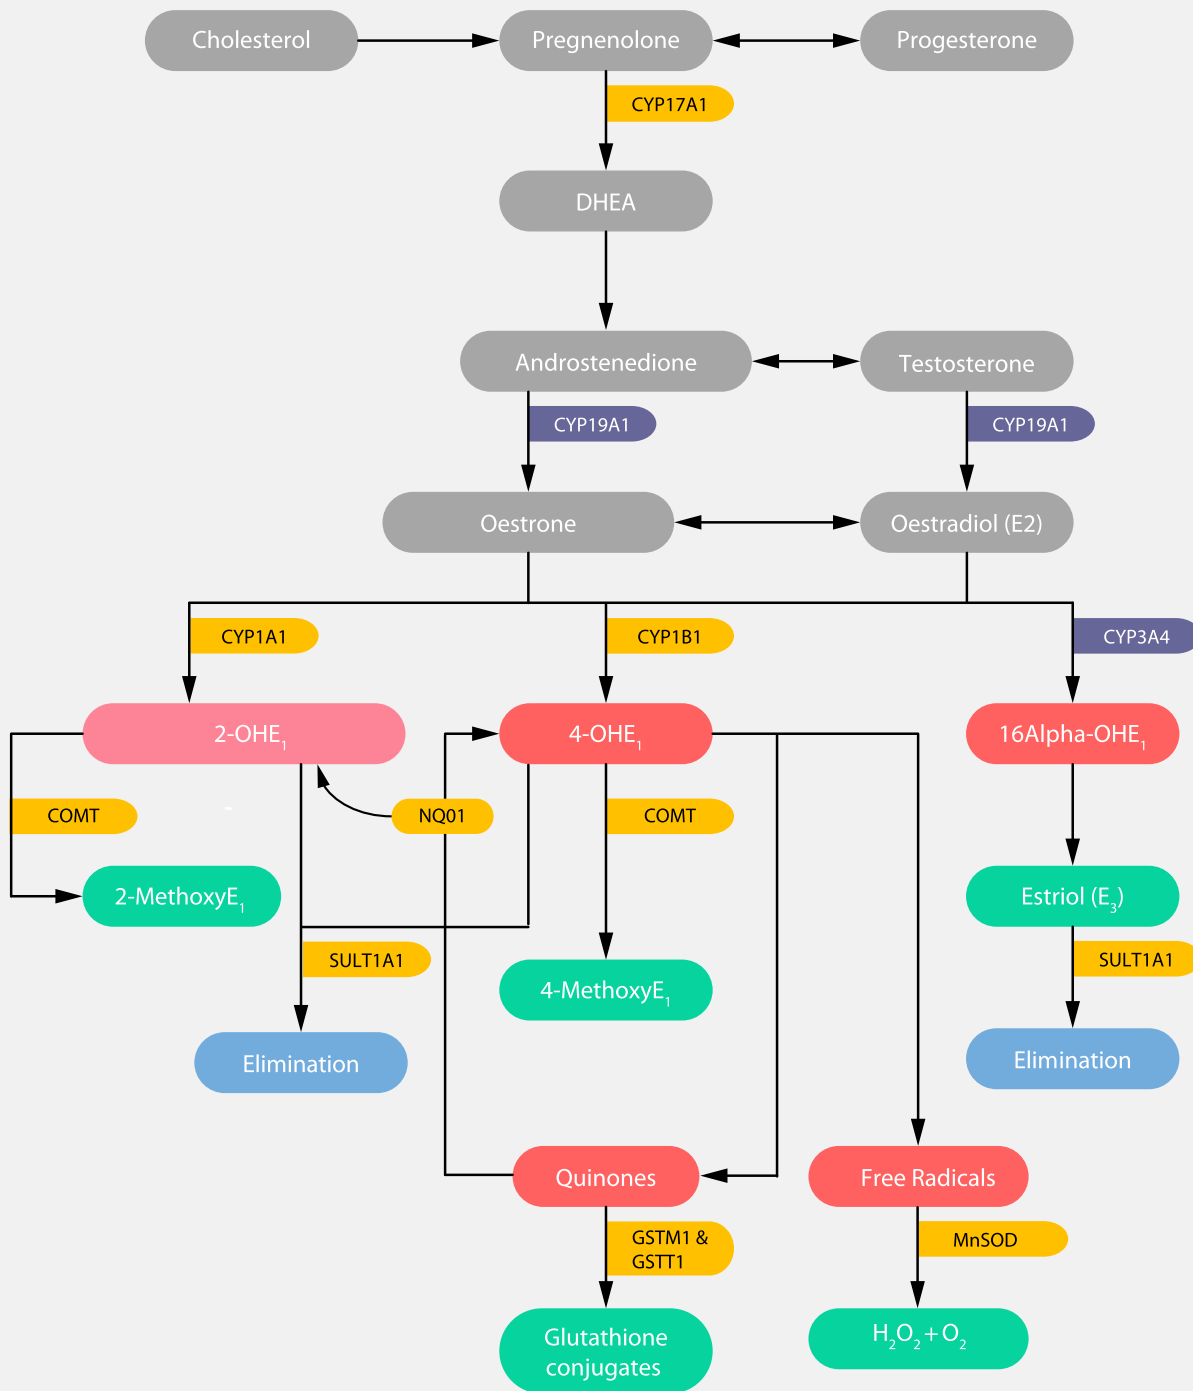 Cholesterol
Pregnenolone
Progesterone
CYP17A1
DHEA
Androstenedione
Testosterone
CYP19A1
CYP19A1
Oestrone
Oestradiol (E2)
CYP1A1
CYP1B1
CYP3A4
2-OHE₁
4-OHE₁
16Alpha-OHE₁
COMT
NQ01
COMT
2-MethoxyE₁
Estriol (E₃)
SULT1A1
SULT1A1
4-MethoxyE₁
Elimination
Elimination
Quinones
Free Radicals
GSTM1 &
GSTT1
MnSOD
Glutathione
conjugates
H₂O₂ + O₂